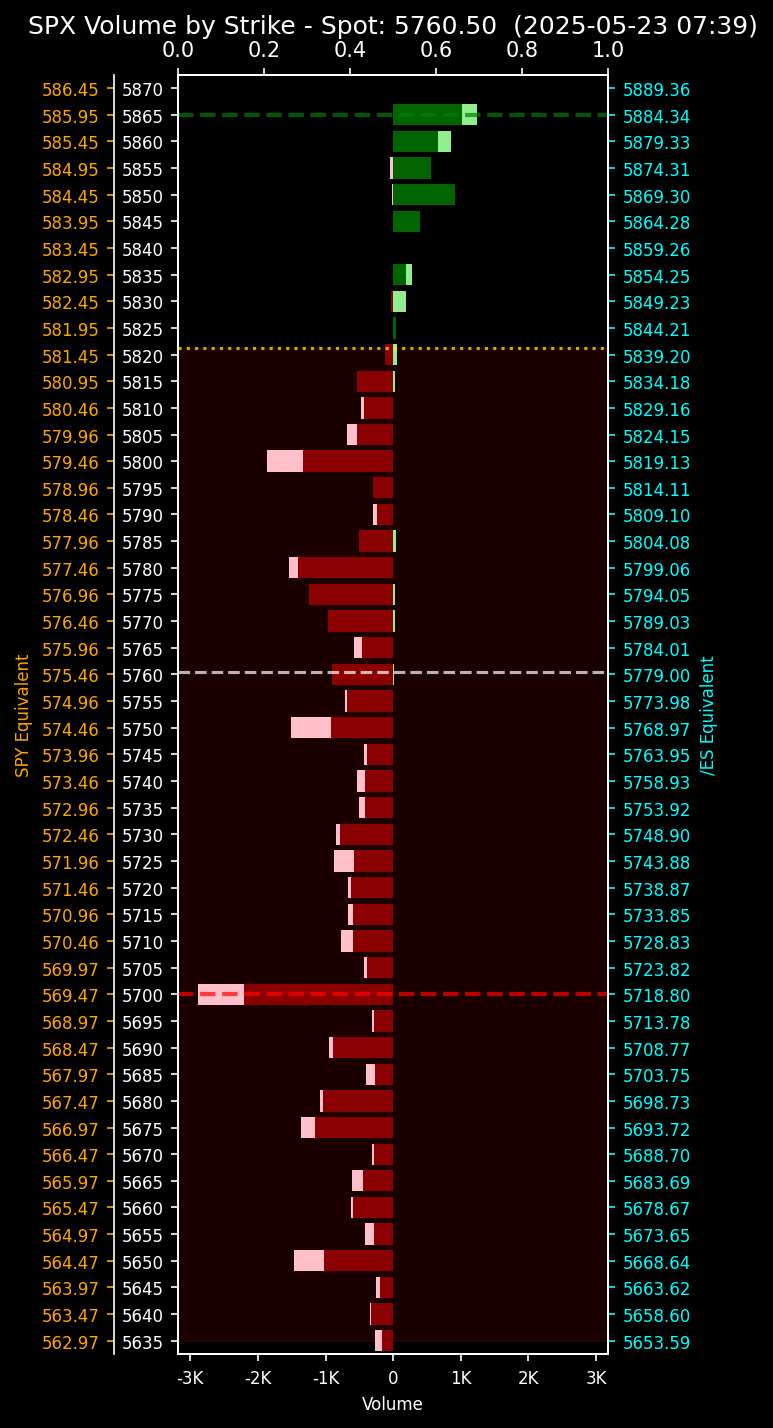 SPX Volume by Strike - Spot: 5760.50  (2025-05-23 07:39)
0.0 0.2 0.4 0.6 0.8 1.0
586.45 5870 5889.36
585.95 5865 5884.34
585.45 5860 5879.33
584.95 5855 5874.31
584.45 5850 5869.30
583.95 5845 5864.28
583.45 5840 5859.26
582.95 5835 5854.25
582.45 5830 5849.23
581.95 5825 5844.21
581.45 5820 5839.20
580.95 5815 5834.18
580.46 5810 5829.16
579.96 5805 5824.15
579.46 5800 5819.13
578.96 5795 5814.11
578.46 5790 5809.10
577.96 5785 5804.08
577.46 5780 5799.06
576.96 5775 5794.05
576.46 5770 5789.03
575.96 5765 5784.01
575.46 5760 5779.00
574.96 5755 5773.98
574.46 5750 5768.97
573.96 5745 5763.95
573.46 5740 5758.93
572.96 5735 5753.92
572.46 5730 5748.90
571.96 5725 5743.88
571.46 5720 5738.87
570.96 5715 5733.85
570.46 5710 5728.83
569.97 5705 5723.82
569.47 5700 5718.80
568.97 5695 5713.78
568.47 5690 5708.77
567.97 5685 5703.75
567.47 5680 5698.73
566.97 5675 5693.72
566.47 5670 5688.70
565.97 5665 5683.69
565.47 5660 5678.67
564.97 5655 5673.65
564.47 5650 5668.64
563.97 5645 5663.62
563.47 5640 5658.60
562.97 5635 5653.59
SPY Equivalent
/ES Equivalent
-3K -2K -1K 0 1K 2K 3K
Volume